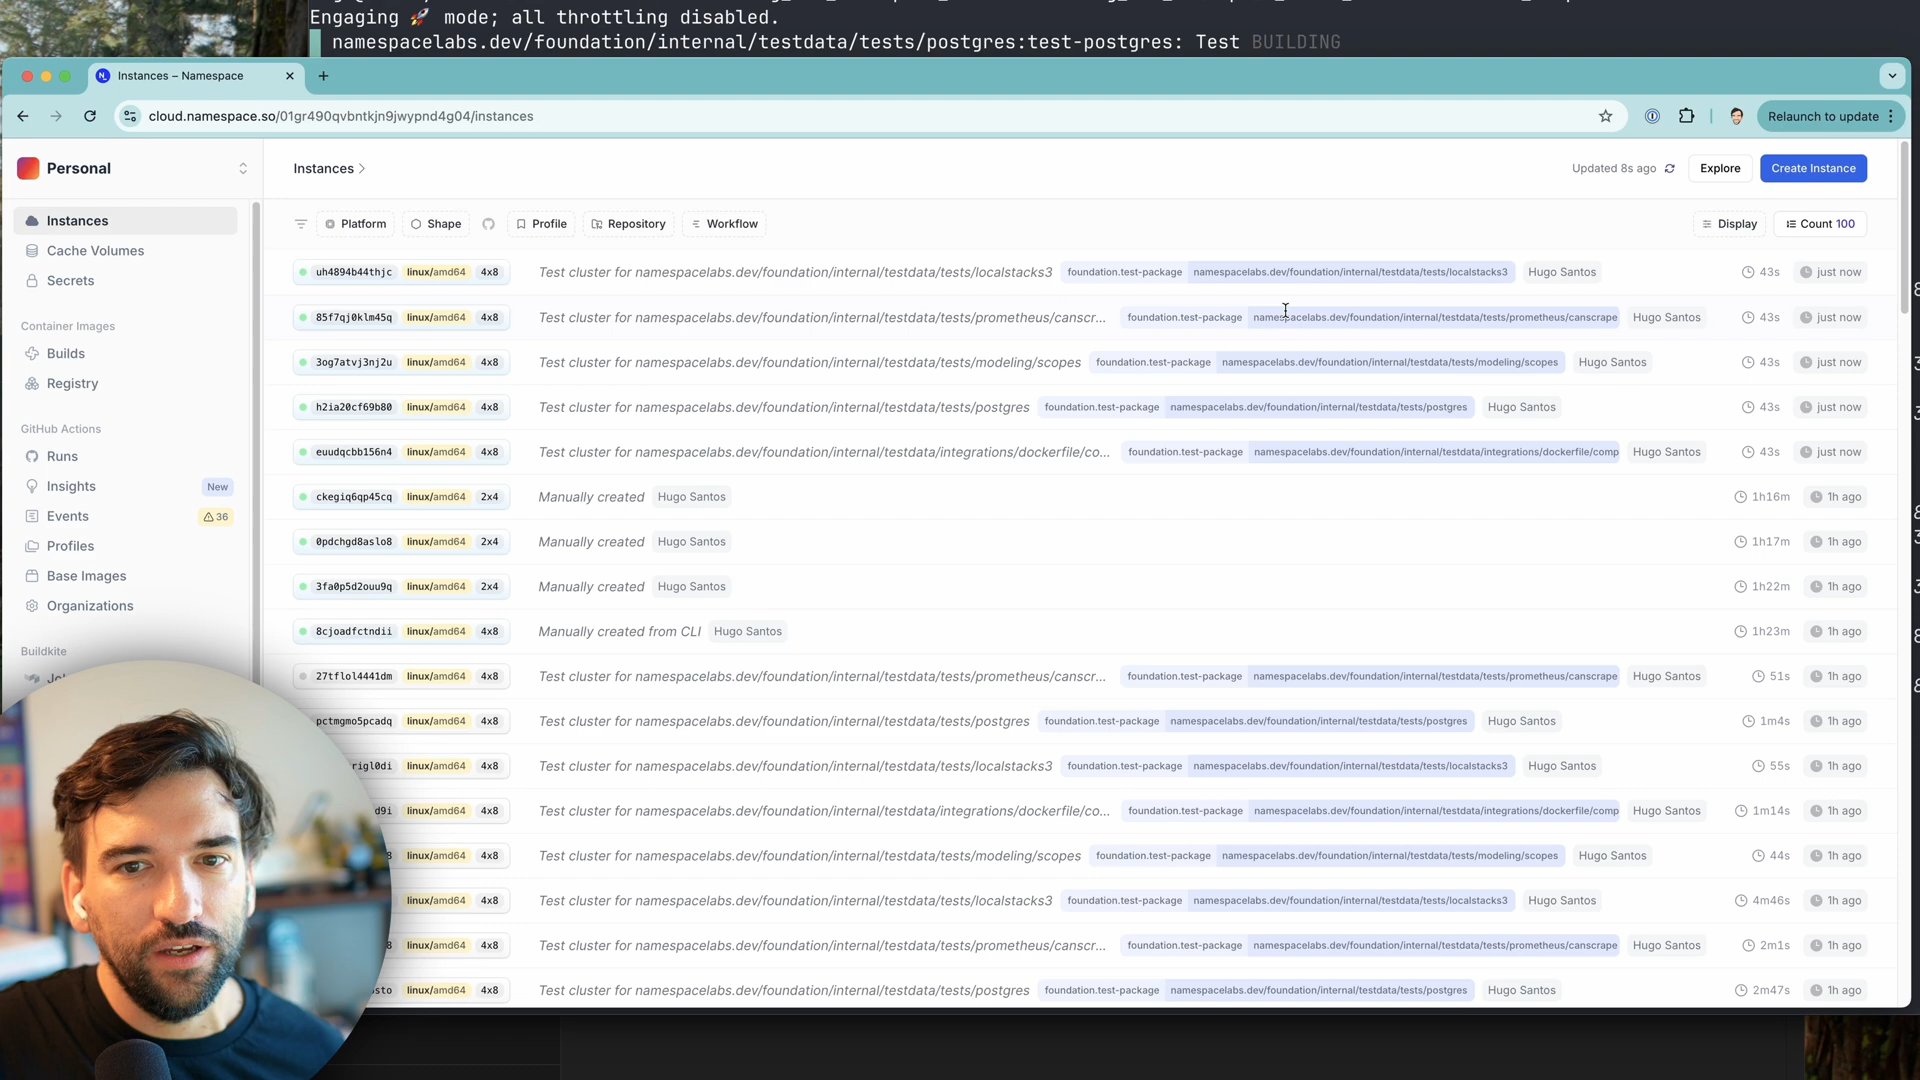 Engaging 🚀 mode; all throttling disabled.
namespacelabs.dev/foundation/internal/testdata/tests/postgres:test-postgres: Test BUILDING
Instances – Namespace
cloud.namespace.so/01gr490qvbntkjn9jwypnd4g04/instances
Relaunch to update
Personal
Instances
Updated 8s ago
Explore
Create Instance
Instances
Cache Volumes
Secrets
Container Images
Builds
Registry
GitHub Actions
Runs
Insights New
Events 36
Profiles
Base Images
Organizations
Buildkite
Platform Shape Profile Repository Workflow Display Count 100
uh4894b44thjc linux/amd64 4x8 Test cluster for namespacelabs.dev/foundation/internal/testdata/tests/localstacks3 foundation.test-package namespacelabs.dev/foundation/internal/testdata/tests/localstacks3 Hugo Santos 43s just now
85f7qj0klm45q linux/amd64 4x8 Test cluster for namespacelabs.dev/foundation/internal/testdata/tests/prometheus/canscr... foundation.test-package namespacelabs.dev/foundation/internal/testdata/tests/prometheus/canscrape Hugo Santos 43s just now
3og7atvj3nj2u linux/amd64 4x8 Test cluster for namespacelabs.dev/foundation/internal/testdata/tests/modeling/scopes foundation.test-package namespacelabs.dev/foundation/internal/testdata/tests/modeling/scopes Hugo Santos 43s just now
h2ia20cf69b80 linux/amd64 4x8 Test cluster for namespacelabs.dev/foundation/internal/testdata/tests/postgres foundation.test-package namespacelabs.dev/foundation/internal/testdata/tests/postgres Hugo Santos 43s just now
euudqcbb156n4 linux/amd64 4x8 Test cluster for namespacelabs.dev/foundation/internal/testdata/integrations/dockerfile/co... foundation.test-package namespacelabs.dev/foundation/internal/testdata/integrations/dockerfile/comp Hugo Santos 43s just now
ckegiq6qp45cq linux/amd64 2x4 Manually created Hugo Santos 1h16m 1h ago
0pdchgd8aslo8 linux/amd64 2x4 Manually created Hugo Santos 1h17m 1h ago
3fa0p5d2ouu9q linux/amd64 2x4 Manually created Hugo Santos 1h22m 1h ago
8cjoadfctndii linux/amd64 4x8 Manually created from CLI Hugo Santos 1h23m 1h ago
27tflol4441dm linux/amd64 4x8 Test cluster for namespacelabs.dev/foundation/internal/testdata/tests/prometheus/canscr... foundation.test-package namespacelabs.dev/foundation/internal/testdata/tests/prometheus/canscrape Hugo Santos 51s 1h ago
pctmgmo5pcadq linux/amd64 4x8 Test cluster for namespacelabs.dev/foundation/internal/testdata/tests/postgres foundation.test-package namespacelabs.dev/foundation/internal/testdata/tests/postgres Hugo Santos 1m4s 1h ago
rigl0di linux/amd64 4x8 Test cluster for namespacelabs.dev/foundation/internal/testdata/tests/localstacks3 foundation.test-package namespacelabs.dev/foundation/internal/testdata/tests/localstacks3 Hugo Santos 55s 1h ago
d9i linux/amd64 4x8 Test cluster for namespacelabs.dev/foundation/internal/testdata/integrations/dockerfile/co... foundation.test-package namespacelabs.dev/foundation/internal/testdata/integrations/dockerfile/comp Hugo Santos 1m14s 1h ago
linux/amd64 4x8 Test cluster for namespacelabs.dev/foundation/internal/testdata/tests/modeling/scopes foundation.test-package namespacelabs.dev/foundation/internal/testdata/tests/modeling/scopes Hugo Santos 44s 1h ago
linux/amd64 4x8 Test cluster for namespacelabs.dev/foundation/internal/testdata/tests/localstacks3 foundation.test-package namespacelabs.dev/foundation/internal/testdata/tests/localstacks3 Hugo Santos 4m46s 1h ago
linux/amd64 4x8 Test cluster for namespacelabs.dev/foundation/internal/testdata/tests/prometheus/canscr... foundation.test-package namespacelabs.dev/foundation/internal/testdata/tests/prometheus/canscrape Hugo Santos 2m1s 1h ago
sto linux/amd64 4x8 Test cluster for namespacelabs.dev/foundation/internal/testdata/tests/postgres foundation.test-package namespacelabs.dev/foundation/internal/testdata/tests/postgres Hugo Santos 2m47s 1h ago